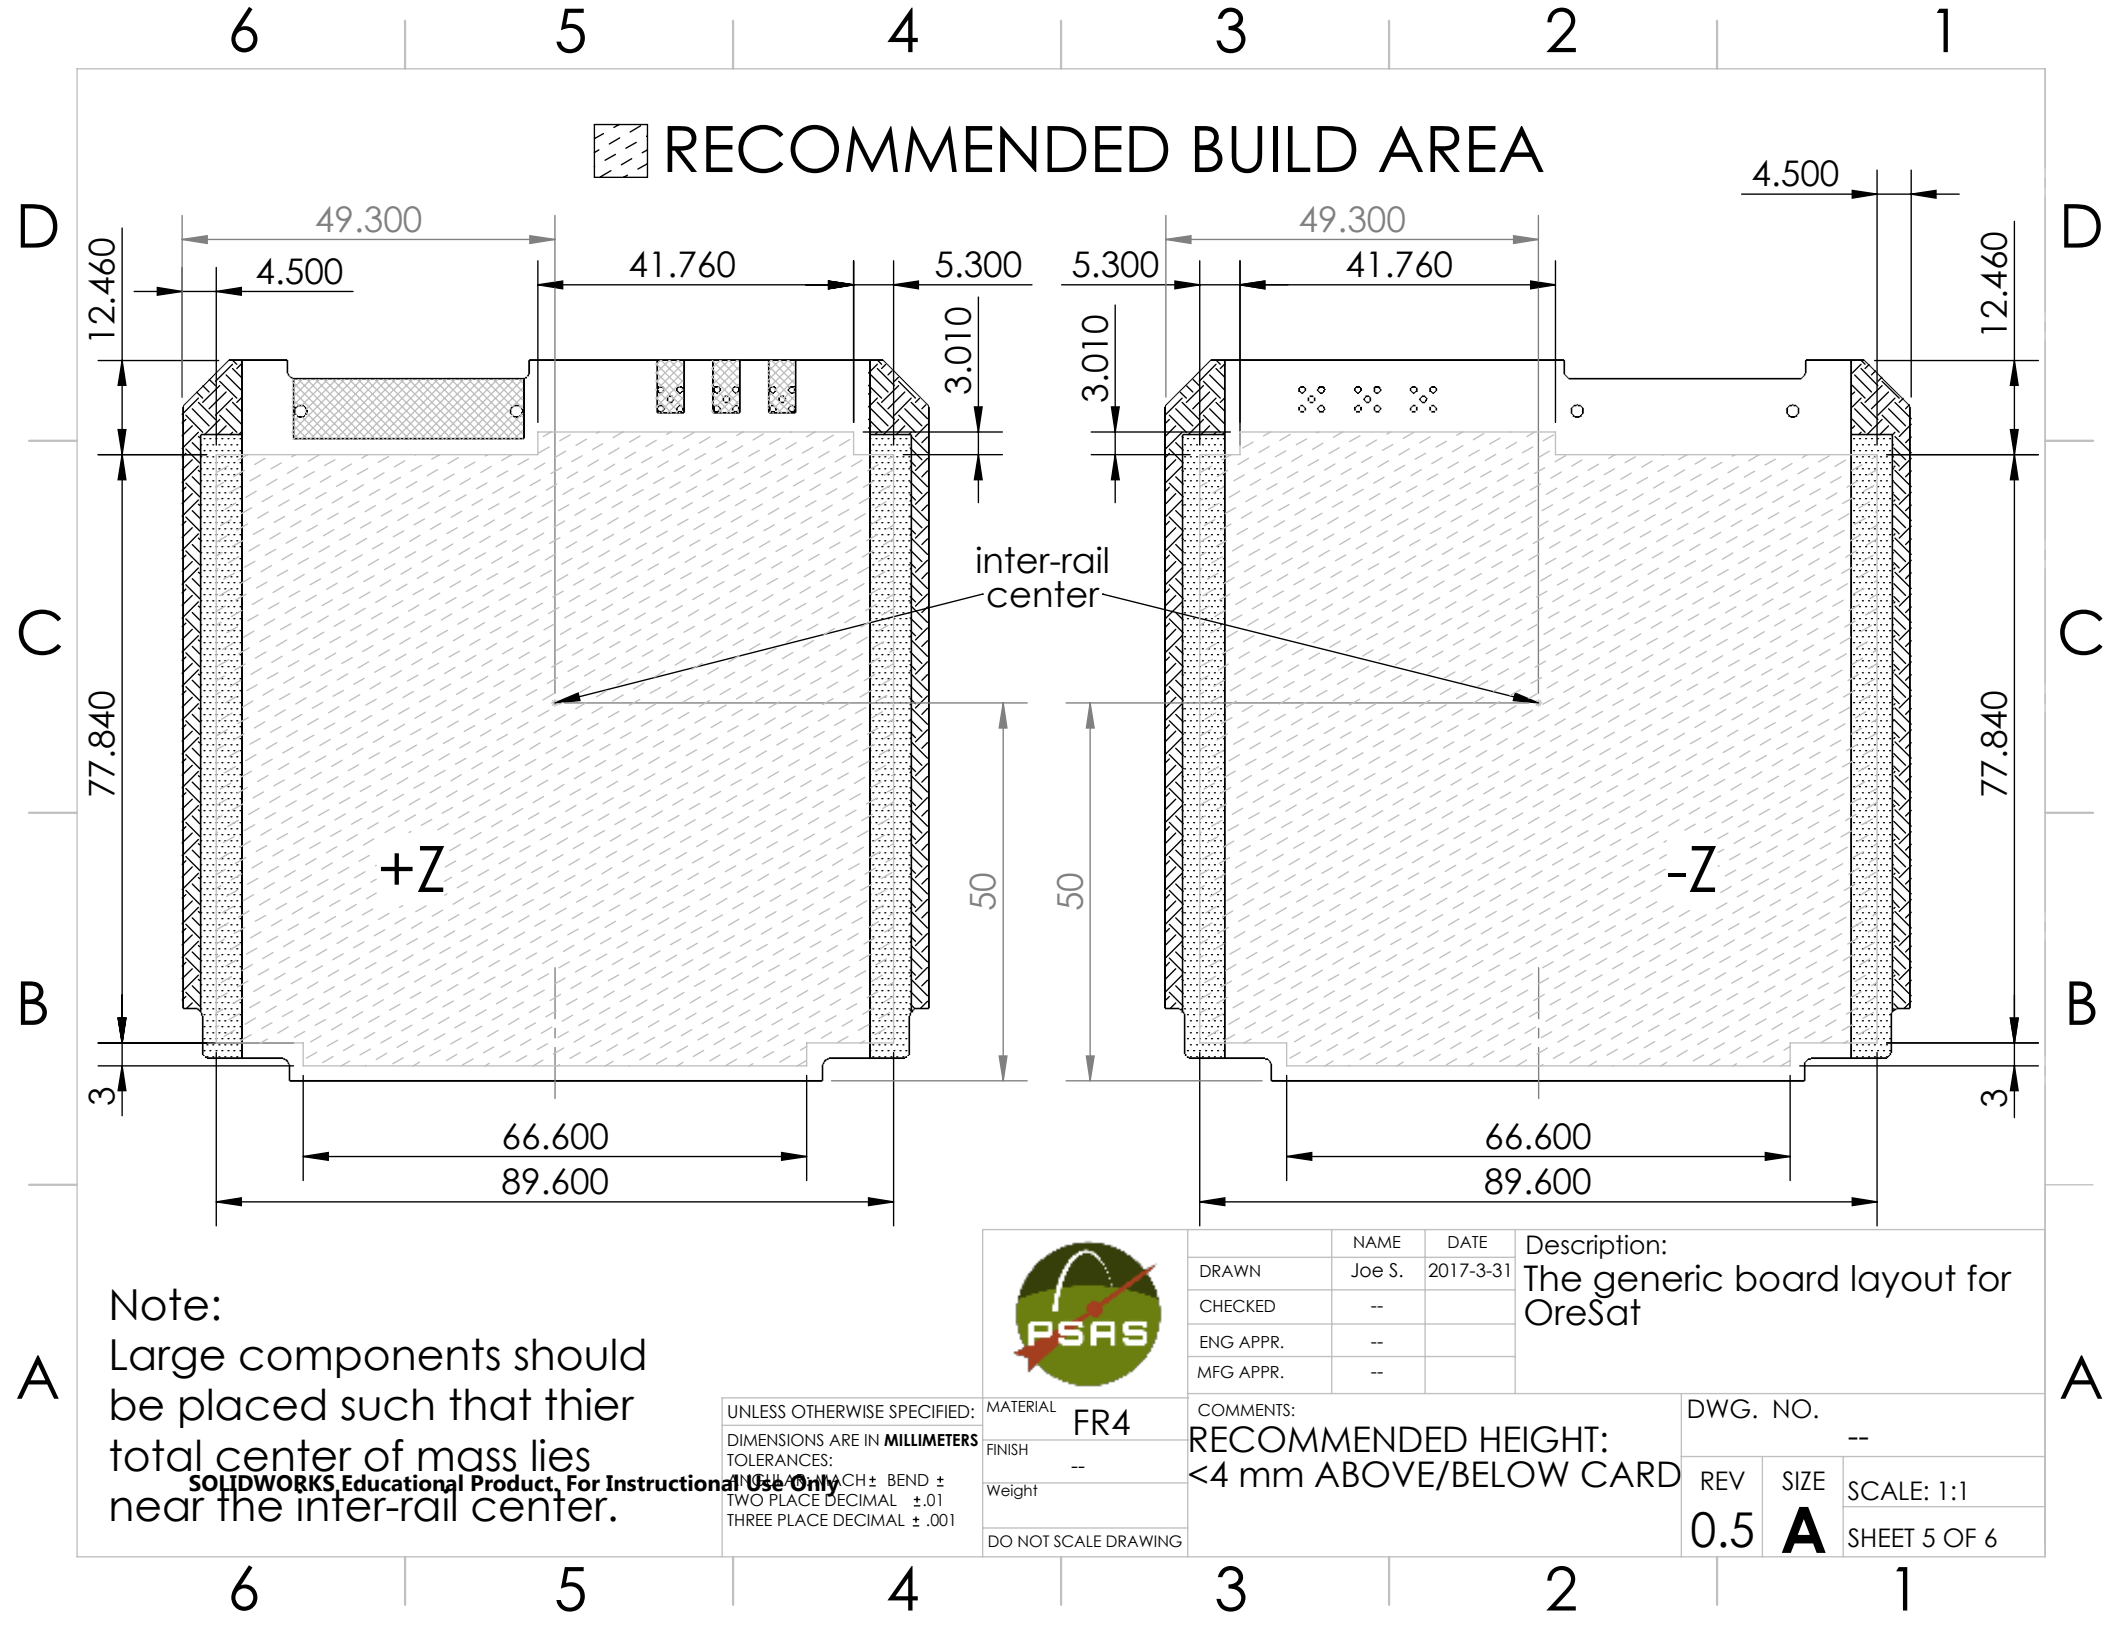 6 5 4 3 2 1
RECOMMENDED BUILD AREA
4.500
D D
49.300 49.300
12.460 4.500 41.760 5.300 5.300 41.760 12.460
3.010 3.010
inter-rail
center
C C
77.840 77.840
+Z -Z
50 50
B B
3 3
66.600 66.600
89.600 89.600
A A
Note:
Large components should
be placed such that thier
total center of mass lies
near the inter-rail center.
SOLIDWORKS Educational Product. For Instructional Use Only
UNLESS OTHERWISE SPECIFIED:
DIMENSIONS ARE IN MILLIMETERS
TOLERANCES:
ANGULAR: MACH± BEND ±
TWO PLACE DECIMAL ±.01
THREE PLACE DECIMAL ± .001
PSAS
MATERIAL
FR4
FINISH
--
Weight
DO NOT SCALE DRAWING
NAME DATE
DRAWN Joe S. 2017-3-31
CHECKED --
ENG APPR. --
MFG APPR. --
Description:
The generic board layout for
OreSat
COMMENTS:
RECOMMENDED HEIGHT:
<4 mm ABOVE/BELOW CARD
DWG. NO.
--
REV
0.5
SIZE
A
SCALE: 1:1
SHEET 5 OF 6
6 5 4 3 2 1